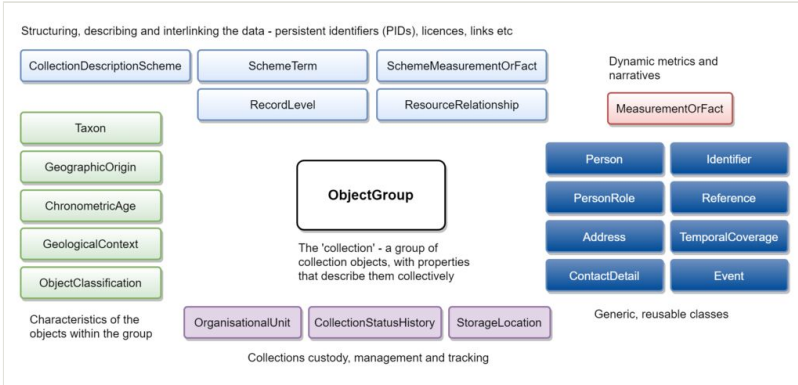 Structuring, describing and interlinking the data - persistent identifiers (PIDs), licences, links etc
CollectionDescriptionScheme
SchemeTerm
SchemeMeasurementOrFact
RecordLevel
ResourceRelationship
Dynamic metrics and
narratives
MeasurementOrFact
Taxon
GeographicOrigin
ChronometricAge
GeologicalContext
ObjectClassification
Characteristics of the
objects within the group
ObjectGroup
The 'collection' - a group of
collection objects, with properties
that describe them collectively
Person
Identifier
PersonRole
Reference
Address
TemporalCoverage
ContactDetail
Event
Generic, reusable classes
OrganisationalUnit
CollectionStatusHistory
StorageLocation
Collections custody, management and tracking